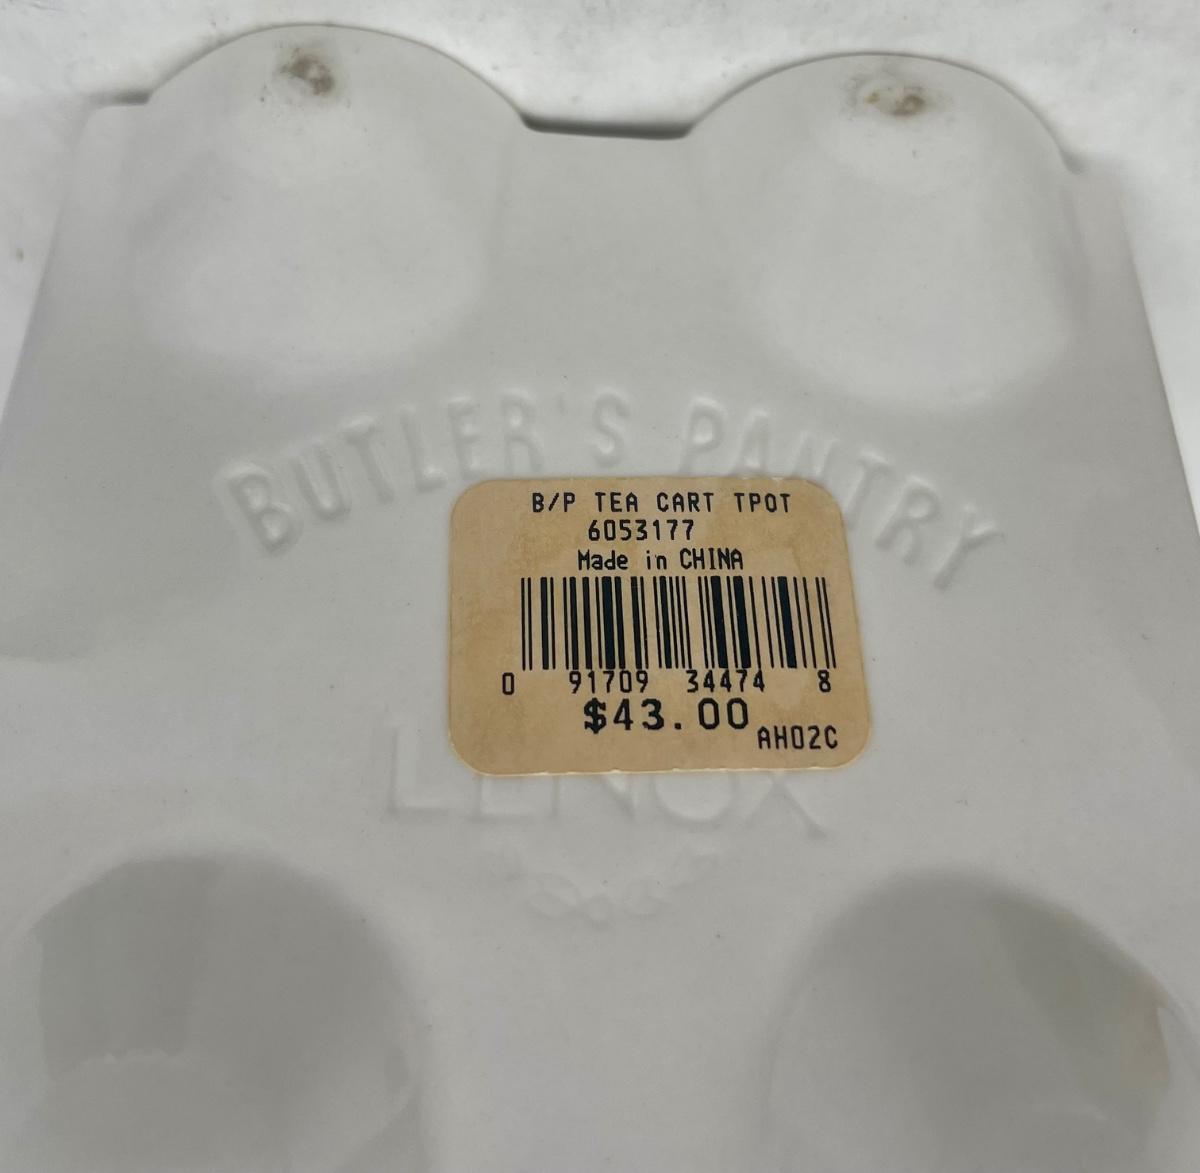 BUTLER'S PANTRY
B/P TEA CART TPOT
6053177
Made in CHINA
0 91709 34474 8
$43.00
AH02C
LENOX